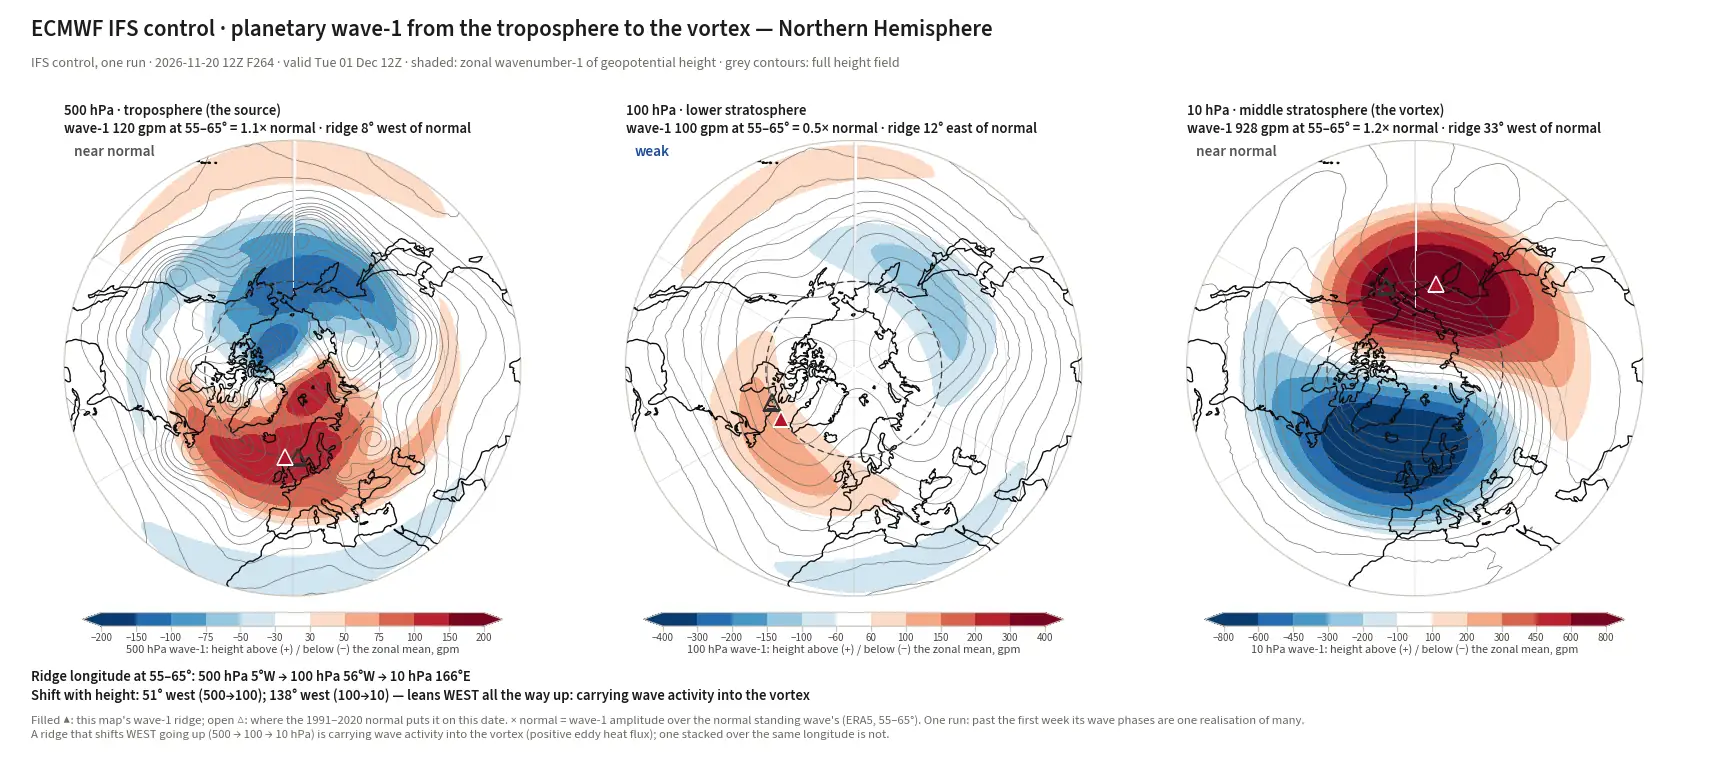 ECMWF IFS control · planetary wave-1 from the troposphere to the vortex — Northern Hemisphere
IFS control, one run · 2026-11-20 12Z F264 · valid Tue 01 Dec 12Z · shaded: zonal wavenumber-1 of geopotential height · grey contours: full height field
500 hPa · troposphere (the source)
wave-1 120 gpm at 55–65° = 1.1× normal · ridge 8° west of normal
near normal
100 hPa · lower stratosphere
wave-1 100 gpm at 55–65° = 0.5× normal · ridge 12° east of normal
weak
10 hPa · middle stratosphere (the vortex)
wave-1 928 gpm at 55–65° = 1.2× normal · ridge 33° west of normal
near normal
−200 −150 −100 −75 −50 −30 30 50 75 100 150 200
500 hPa wave-1: height above (+) / below (−) the zonal mean, gpm
−400 −300 −200 −150 −100 −60 60 100 150 200 300 400
100 hPa wave-1: height above (+) / below (−) the zonal mean, gpm
−800 −600 −450 −300 −200 −100 100 200 300 450 600 800
10 hPa wave-1: height above (+) / below (−) the zonal mean, gpm
Ridge longitude at 55–65°: 500 hPa 5°W → 100 hPa 56°W → 10 hPa 166°E
Shift with height: 51° west (500→100); 138° west (100→10) — leans WEST all the way up: carrying wave activity into the vortex
Filled ▲: this map's wave-1 ridge; open △: where the 1991–2020 normal puts it on this date. × normal = wave-1 amplitude over the normal standing wave's (ERA5, 55–65°). One run: past the first week its wave phases are one realisation of many.
A ridge that shifts WEST going up (500 → 100 → 10 hPa) is carrying wave activity into the vortex (positive eddy heat flux); one stacked over the same longitude is not.